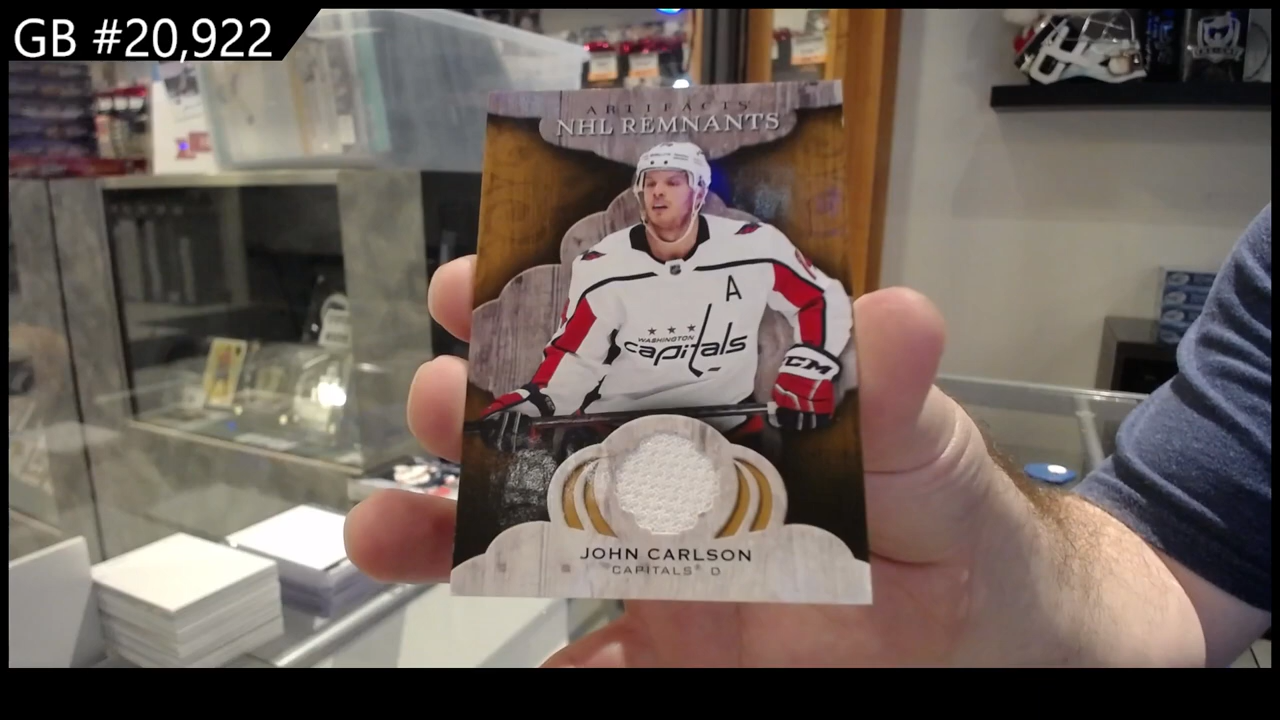 GB #20,922
ARTIFACTS
NHL REMNANTS
A
WASHINGTON
capitals
CCM
JOHN CARLSON
CAPITALS® D